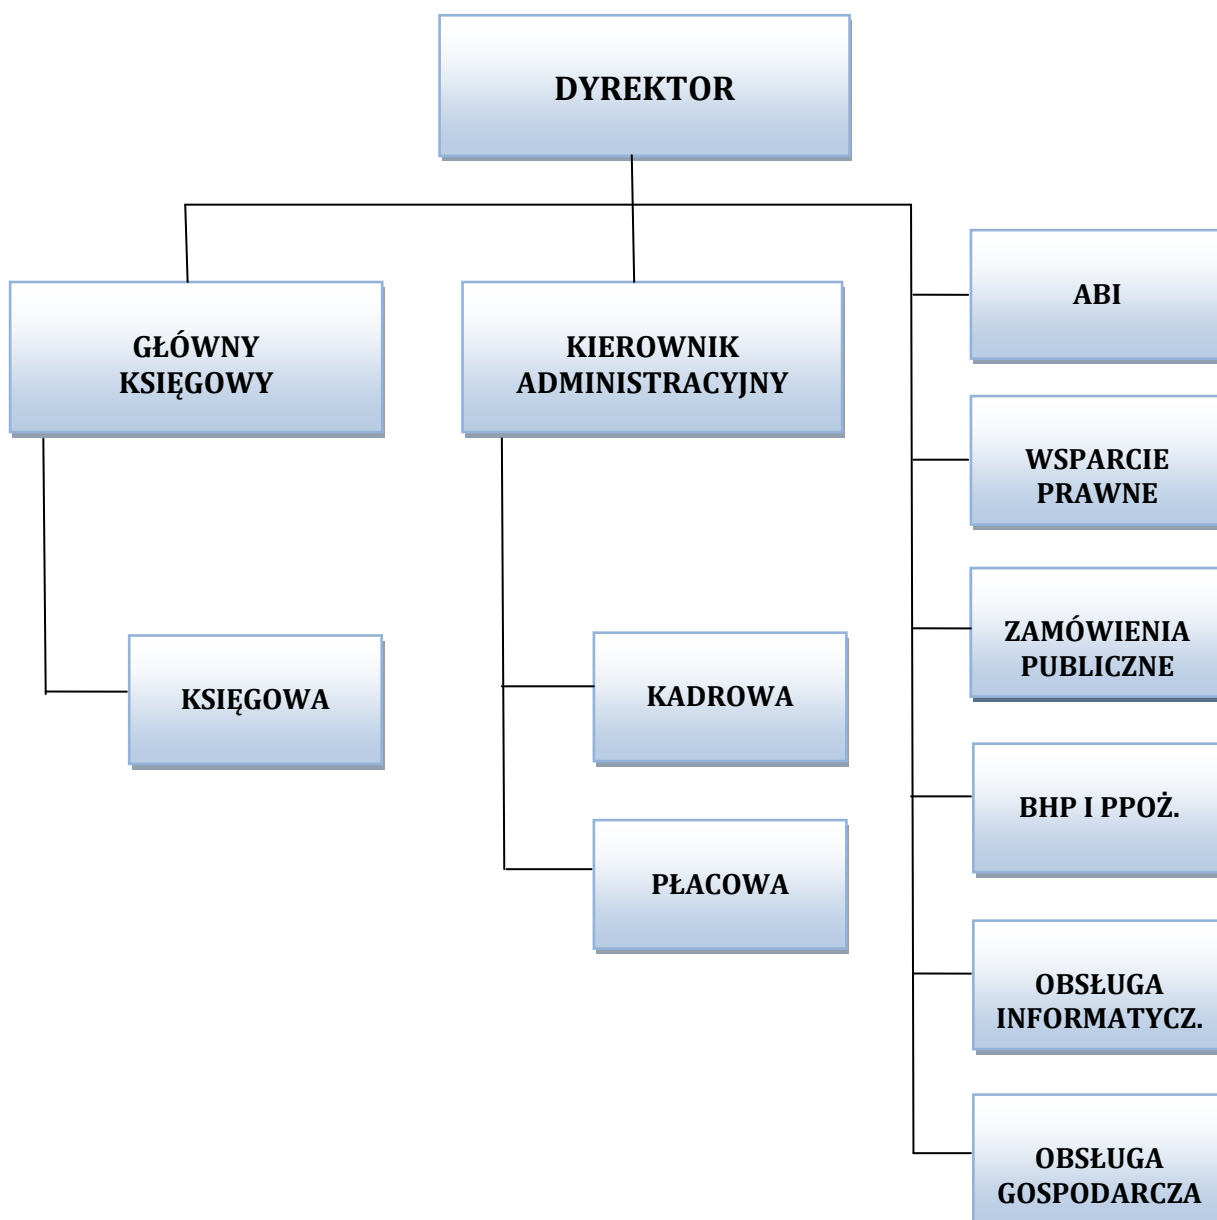 DYREKTOR
GŁÓWNY
KSIĘGOWY
KIEROWNIK
ADMINISTRACYJNY
ABI
WSPARCIE
PRAWNE
ZAMÓWIENIA
PUBLICZNE
KSIĘGOWA
KADROWA
BHP I PPOŻ.
PŁACOWA
OBSŁUGA
INFORMATYCZ.
OBSŁUGA
GOSPODARCZA